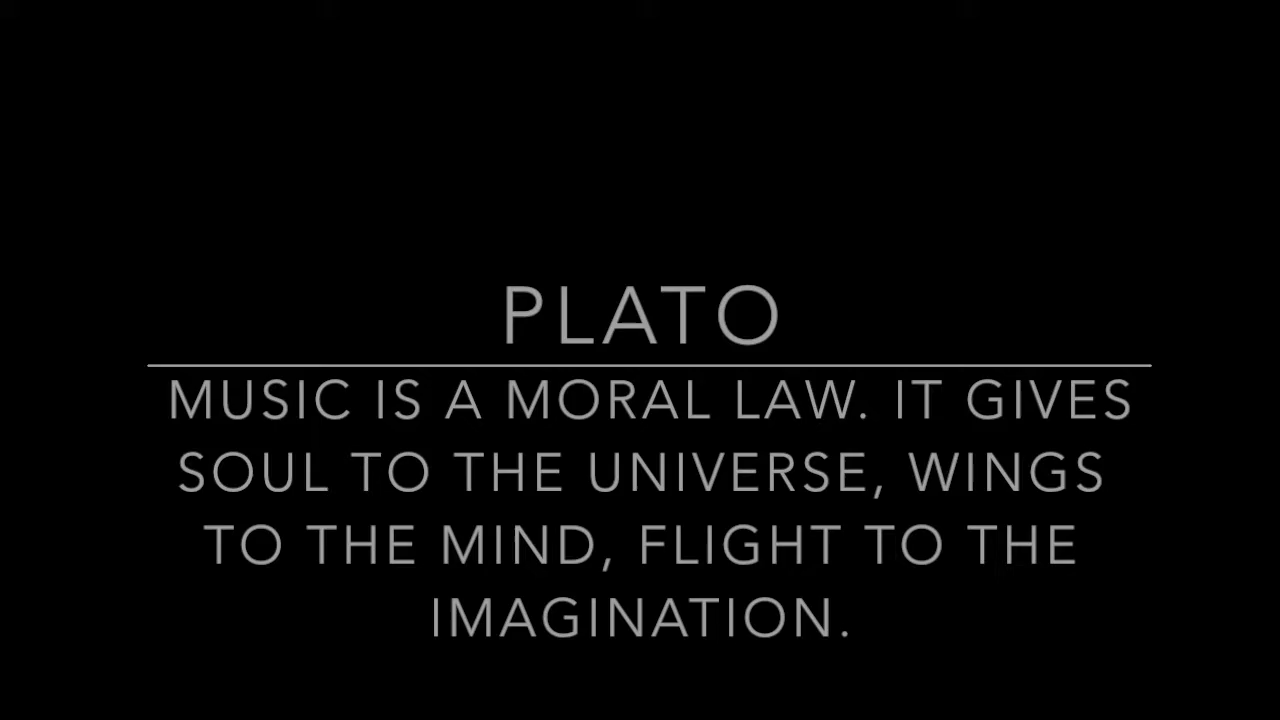 PLATO
MUSIC IS A MORAL LAW. IT GIVES
SOUL TO THE UNIVERSE, WINGS
TO THE MIND, FLIGHT TO THE
IMAGINATION.